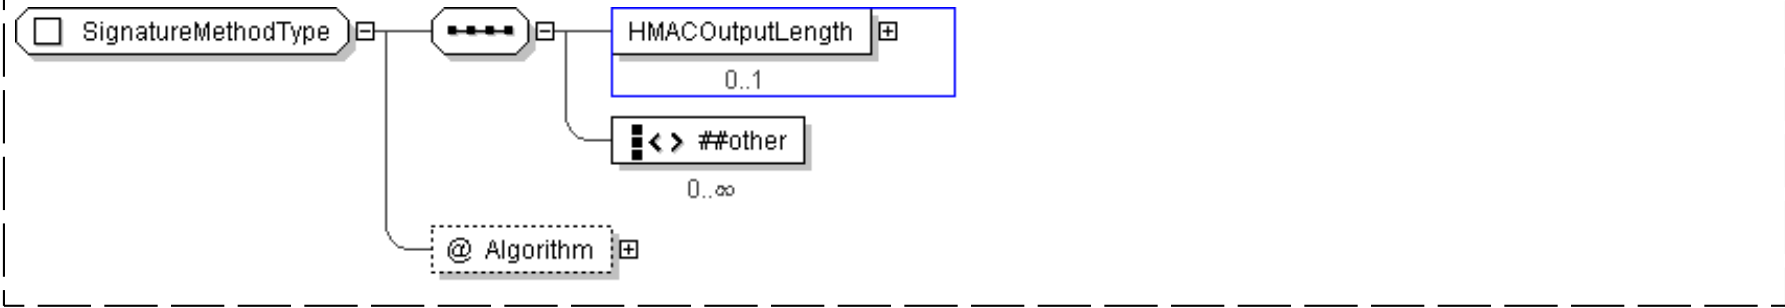 SignatureMethodType
HMACOutputLength
0..1
##other
0..∞
@ Algorithm